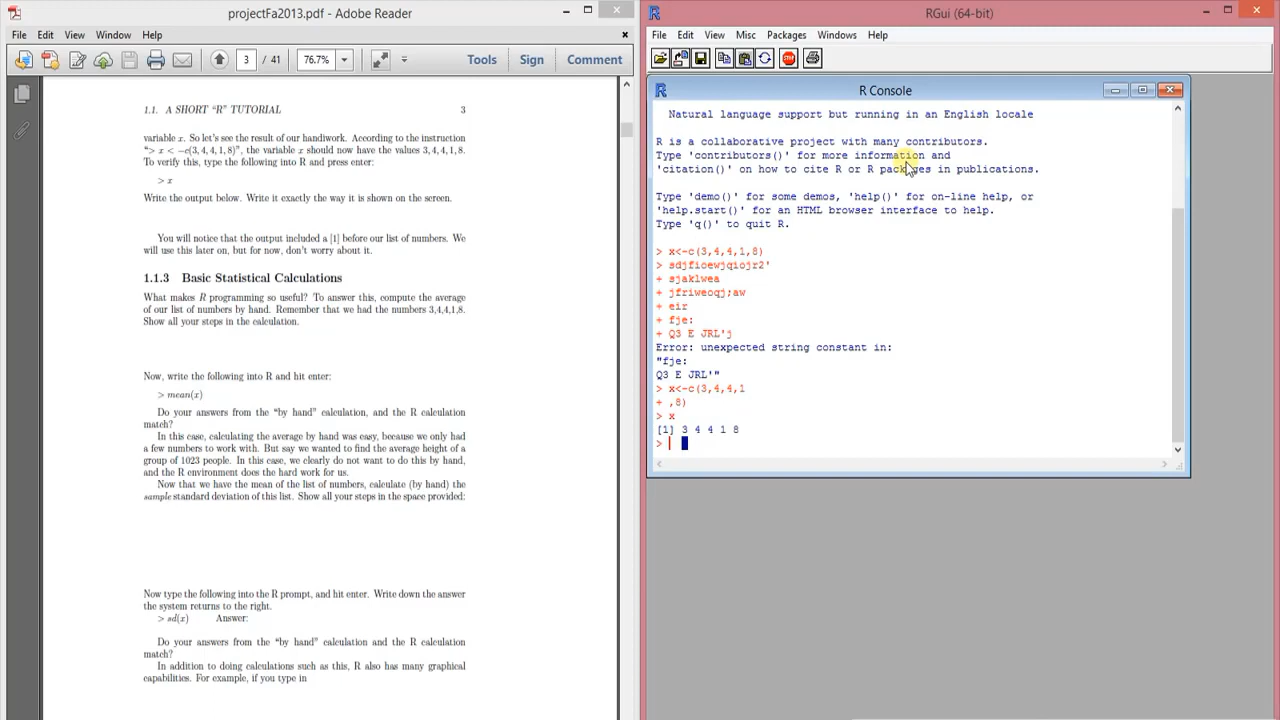 projectFa2013.pdf - Adobe Reader
File Edit View Window Help
3 / 41 76.7% Tools Sign Comment
1.1. A SHORT "R" TUTORIAL 3
variable x. So let's see the result of our handiwork. According to the instruction
"> x < −c(3, 4, 4, 1, 8)", the variable x should now have the values 3, 4, 4, 1, 8.
To verify this, type the following into R and press enter:
> x
Write the output below. Write it exactly the way it is shown on the screen.
You will notice that the output included a [1] before our list of numbers. We
will use this later on, but for now, don't worry about it.
1.1.3 Basic Statistical Calculations
What makes R programming so useful? To answer this, compute the average
of our list of numbers by hand. Remember that we had the numbers 3,4,4,1,8.
Show all your steps in the calculation.
Now, write the following into R and hit enter:
> mean(x)
Do your answers from the "by hand" calculation, and the R calculation
match?
In this case, calculating the average by hand was easy, because we only had
a few numbers to work with. But say we wanted to find the average height of a
group of 1023 people. In this case, we clearly do not want to do this by hand,
and the R environment does the hard work for us.
Now that we have the mean of the list of numbers, calculate (by hand) the
sample standard deviation of this list. Show all your steps in the space provided:
Now type the following into the R prompt, and hit enter. Write down the answer
the system returns to the right.
> sd(x) Answer:
Do your answers from the "by hand" calculation and the R calculation
match?
In addition to doing calculations such as this, R also has many graphical
capabilities. For example, if you type in
RGui (64-bit)
File Edit View Misc Packages Windows Help
STOP
R Console
Natural language support but running in an English locale
R is a collaborative project with many contributors.
Type 'contributors()' for more information and
'citation()' on how to cite R or R packages in publications.
Type 'demo()' for some demos, 'help()' for on-line help, or
'help.start()' for an HTML browser interface to help.
Type 'q()' to quit R.
> x<-c(3,4,4,1,8)
> sdjfioewjqiojr2'
+ sjaklwea
+ jfriweoqj;aw
+ eir
+ fje:
+ Q3 E JRL'j
Error: unexpected string constant in:
"fje:
Q3 E JRL'"
> x<-c(3,4,4,1
+ ,8)
> x
[1] 3 4 4 1 8
>